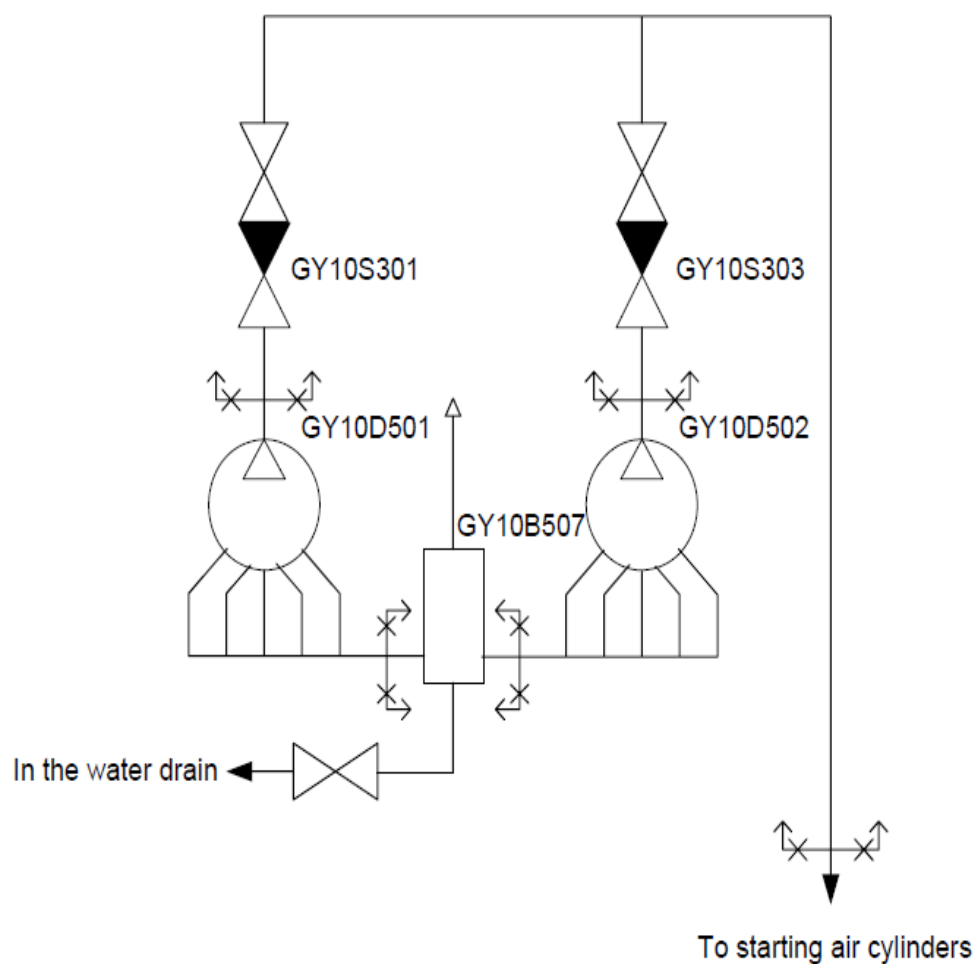 GY10S301
GY10S303
GY10D501
GY10D502
GY10B507
In the water drain
To starting air cylinders